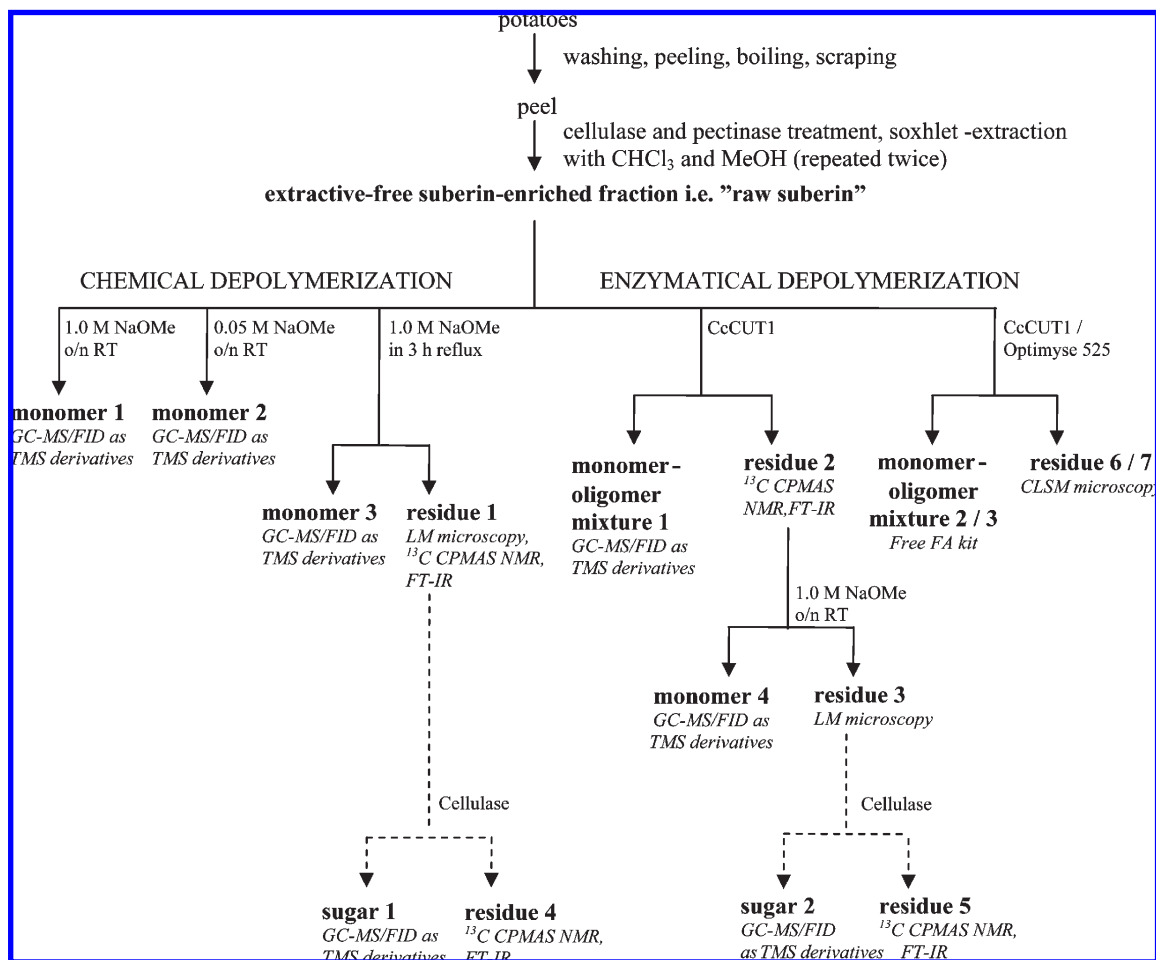 potatoes
washing, peeling, boiling, scraping
peel
cellulase and pectinase treatment, soxhlet -extraction
with CHCl₃ and MeOH (repeated twice)
extractive-free suberin-enriched fraction i.e. ”raw suberin”
CHEMICAL DEPOLYMERIZATION
ENZYMATICAL DEPOLYMERIZATION
1.0 M NaOMe
o/n RT
0.05 M NaOMe
o/n RT
1.0 M NaOMe
in 3 h reflux
CcCUT1
CcCUT1 /
Optimyse 525
monomer 1
GC-MS/FID as
TMS derivatives
monomer 2
GC-MS/FID as
TMS derivatives
monomer 3
GC-MS/FID as
TMS derivatives
residue 1
LM microscopy,
¹³C CPMAS NMR,
FT-IR
monomer-
oligomer
mixture 1
GC-MS/FID as
TMS derivatives
residue 2
¹³C CPMAS
NMR,FT-IR
monomer-
oligomer
mixture 2 / 3
Free FA kit
residue 6 / 7
CLSM microscopy
1.0 M NaOMe
o/n RT
monomer 4
GC-MS/FID as
TMS derivatives
residue 3
LM microscopy
Cellulase
Cellulase
sugar 1
GC-MS/FID as
TMS derivatives
residue 4
¹³C CPMAS NMR,
FT-IR
sugar 2
GC-MS/FID
as TMS derivatives
residue 5
¹³C CPMAS NMR,
FT-IR